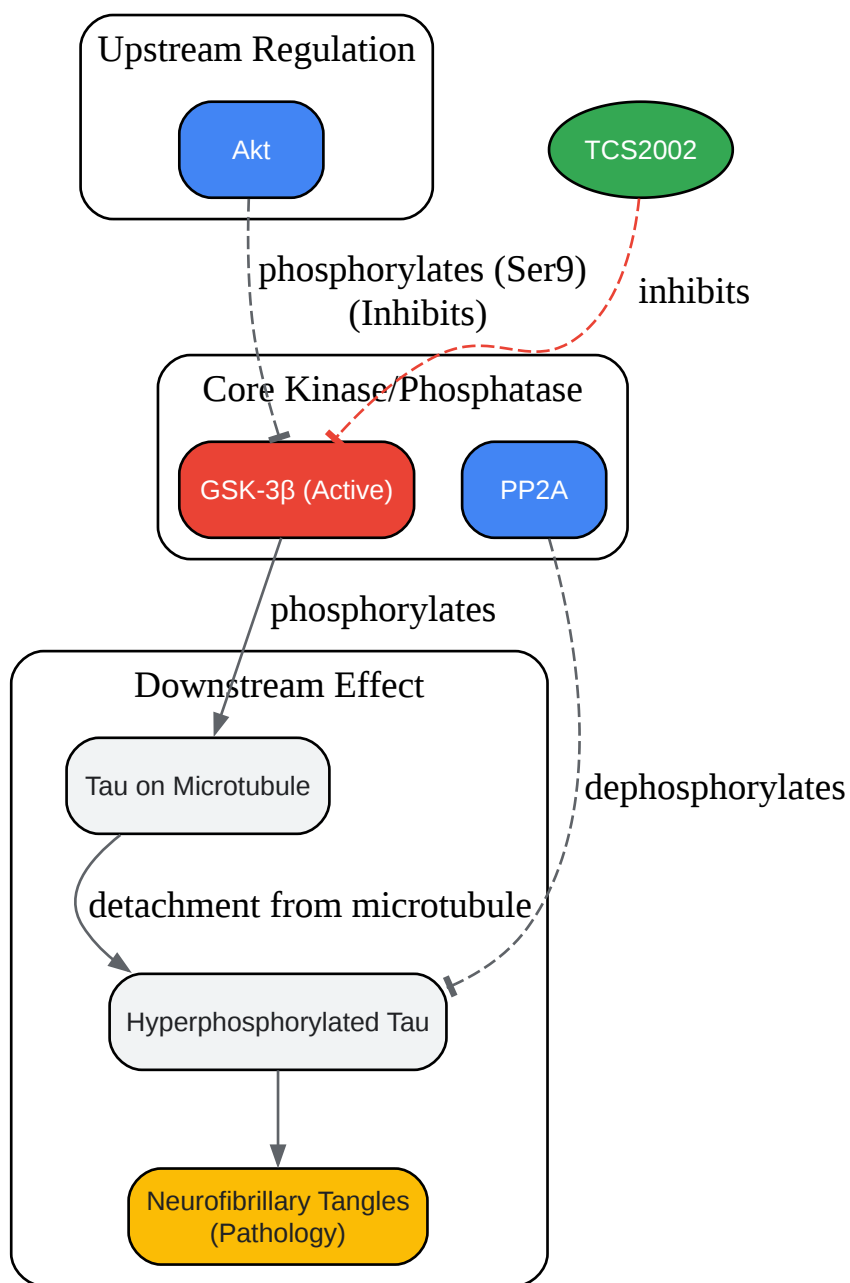 Upstream Regulation
Akt
TCS2002
phosphorylates (Ser9)
(Inhibits)
inhibits
Core Kinase/Phosphatase
GSK-3β (Active)
PP2A
phosphorylates
Downstream Effect
Tau on Microtubule
dephosphorylates
detachment from microtubule
Hyperphosphorylated Tau
Neurofibrillary Tangles
(Pathology)